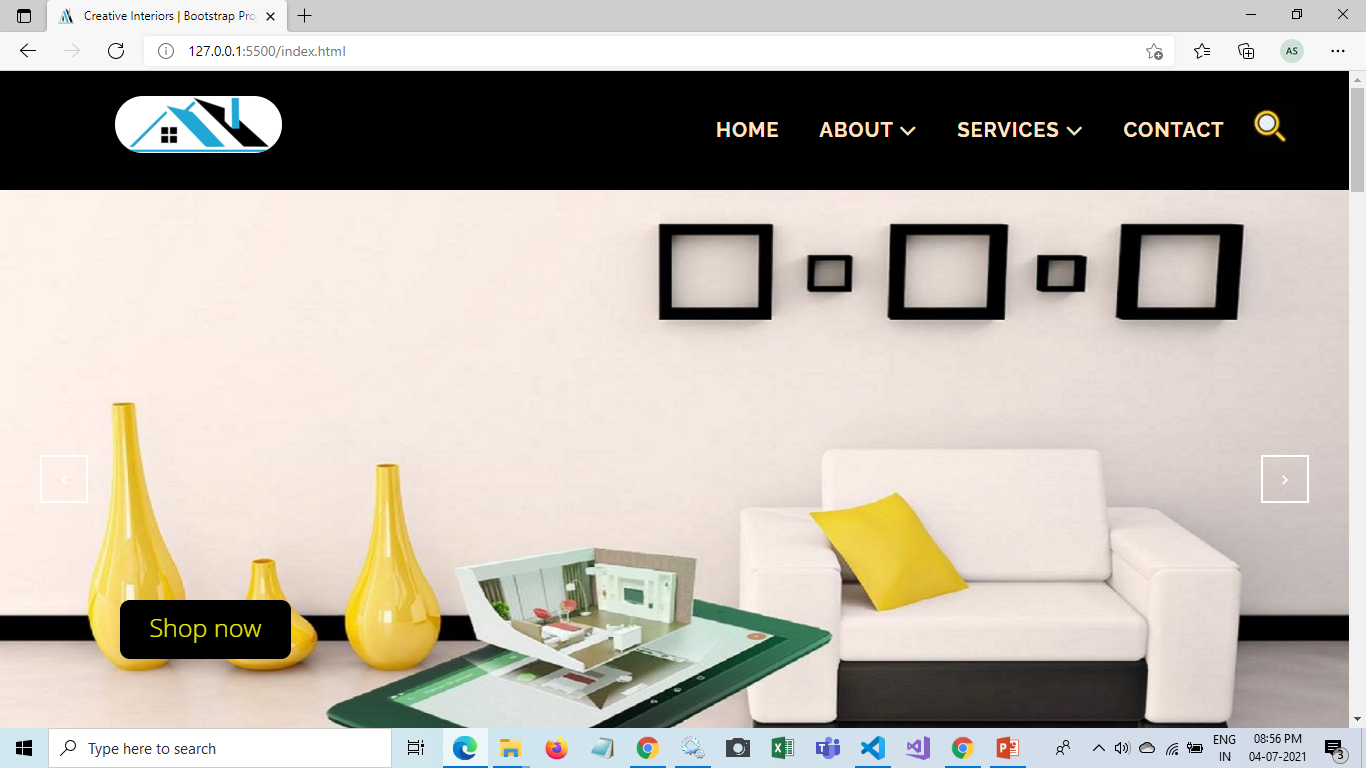 Creative Interiors | Bootstrap Pro
127.0.0.1:5500/index.html
AS
HOME ABOUT SERVICES CONTACT
Shop now
Type here to search
ENG
IN
08:56 PM
04-07-2021
3